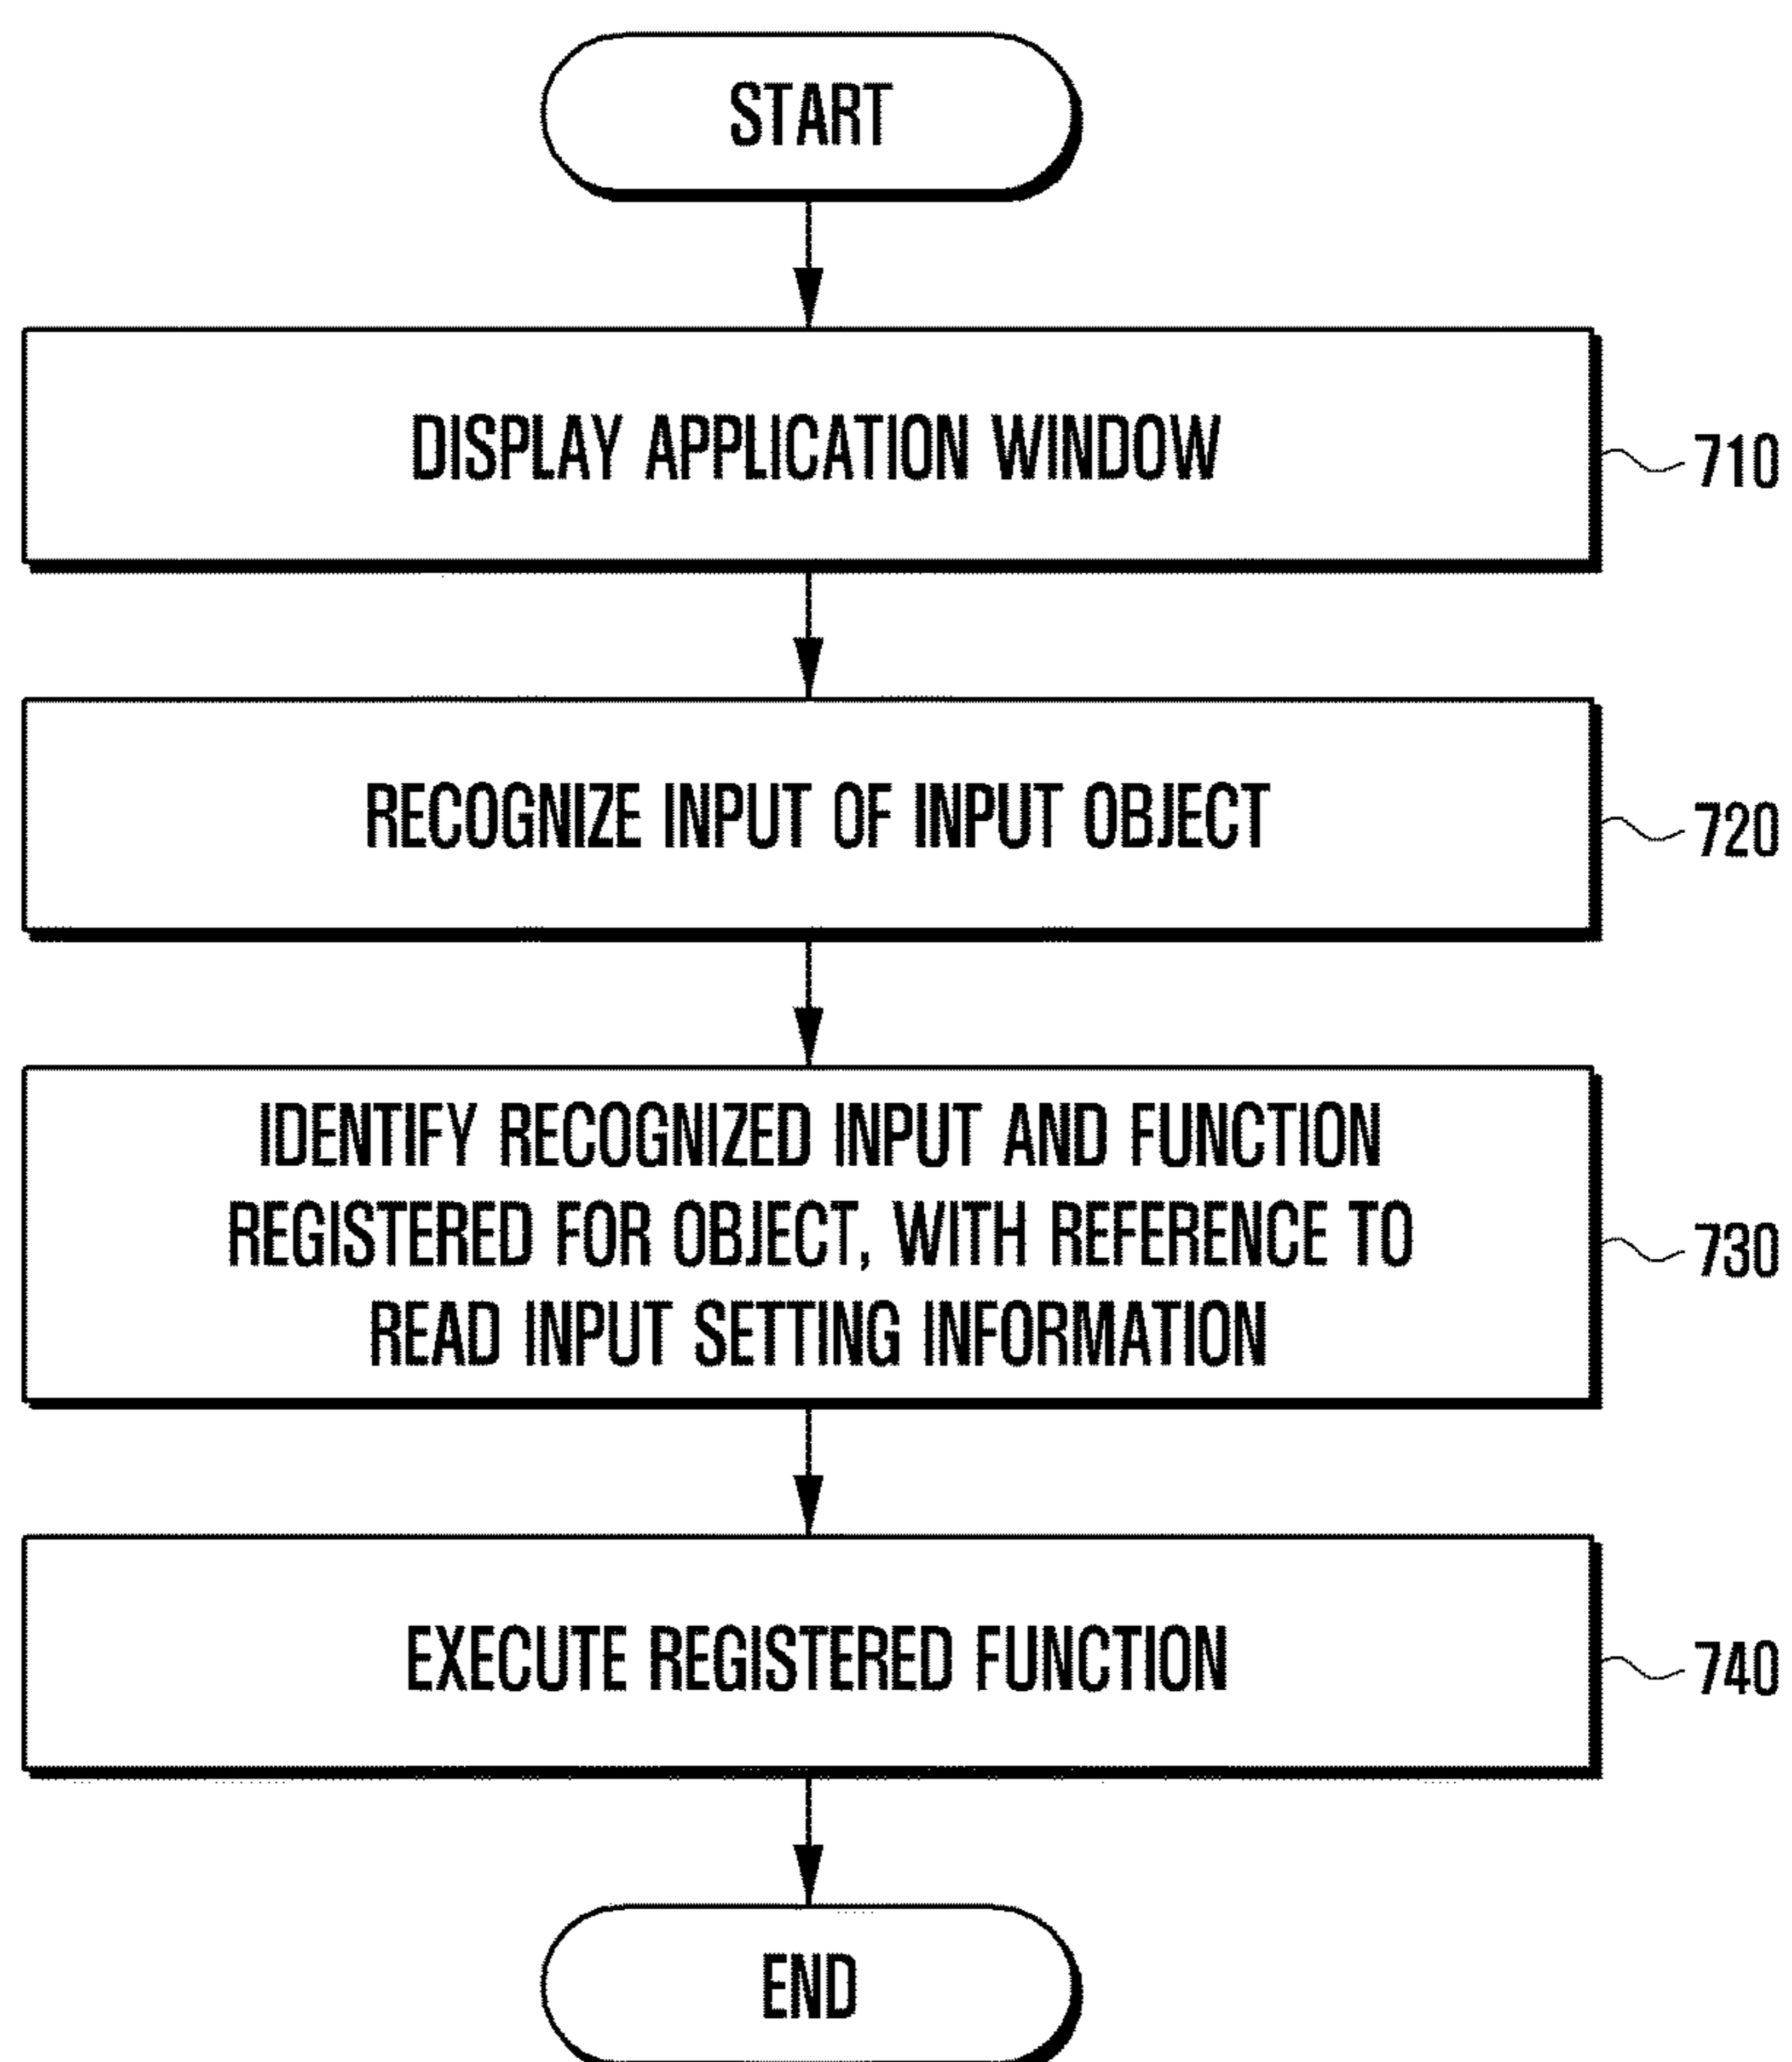 START
DISPLAY APPLICATION WINDOW
710
RECOGNIZE INPUT OF INPUT OBJECT
720
IDENTIFY RECOGNIZED INPUT AND FUNCTION
REGISTERED FOR OBJECT, WITH REFERENCE TO
READ INPUT SETTING INFORMATION
730
EXECUTE REGISTERED FUNCTION
740
END